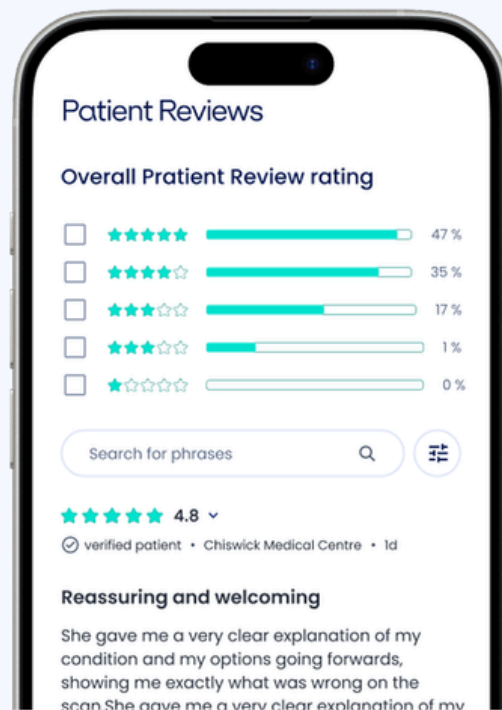 Patient Reviews
Overall Pratient Review rating
47 %
35 %
17 %
1 %
0 %
Search for phrases
4.8
verified patient • Chiswick Medical Centre • 1d
Reassuring and welcoming
She gave me a very clear explanation of my
condition and my options going forwards,
showing me exactly what was wrong on the
scan.She gave me a very clear explanation of my